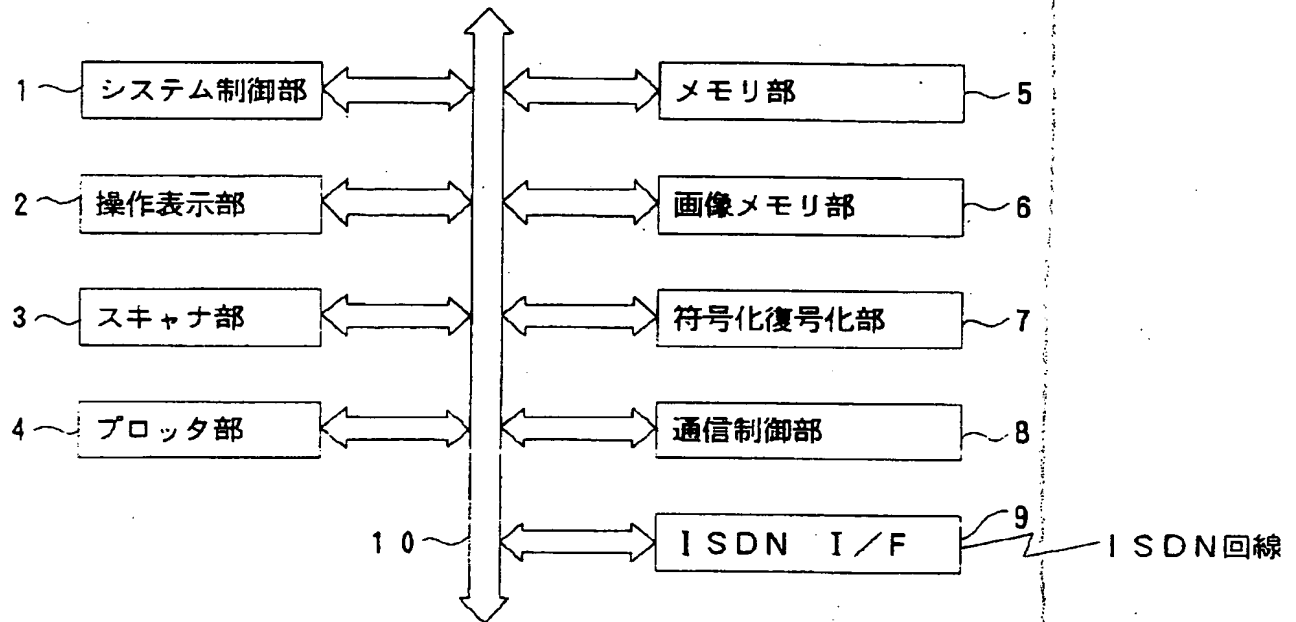 1 システム制御部
メモリ部 5
2 操作表示部
画像メモリ部 6
3 スキャナ部
符号化復号化部 7
4 プロッタ部
通信制御部 8
10
ISDN I/F 9
ISDN回線